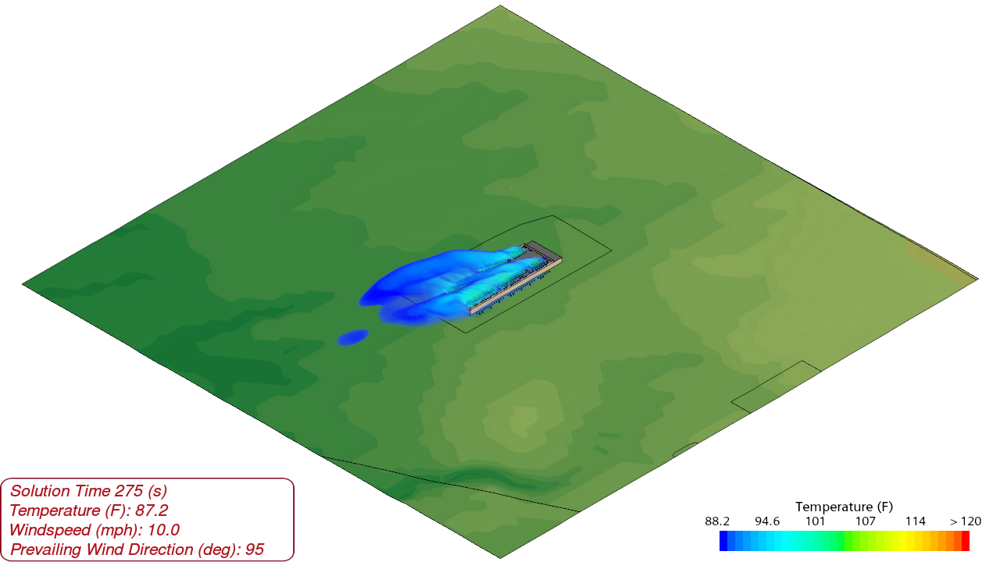 Solution Time 275 (s)
Temperature (F): 87.2
Windspeed (mph): 10.0
Prevailing Wind Direction (deg): 95
Temperature (F)
88.2 94.6 101 107 114 > 120